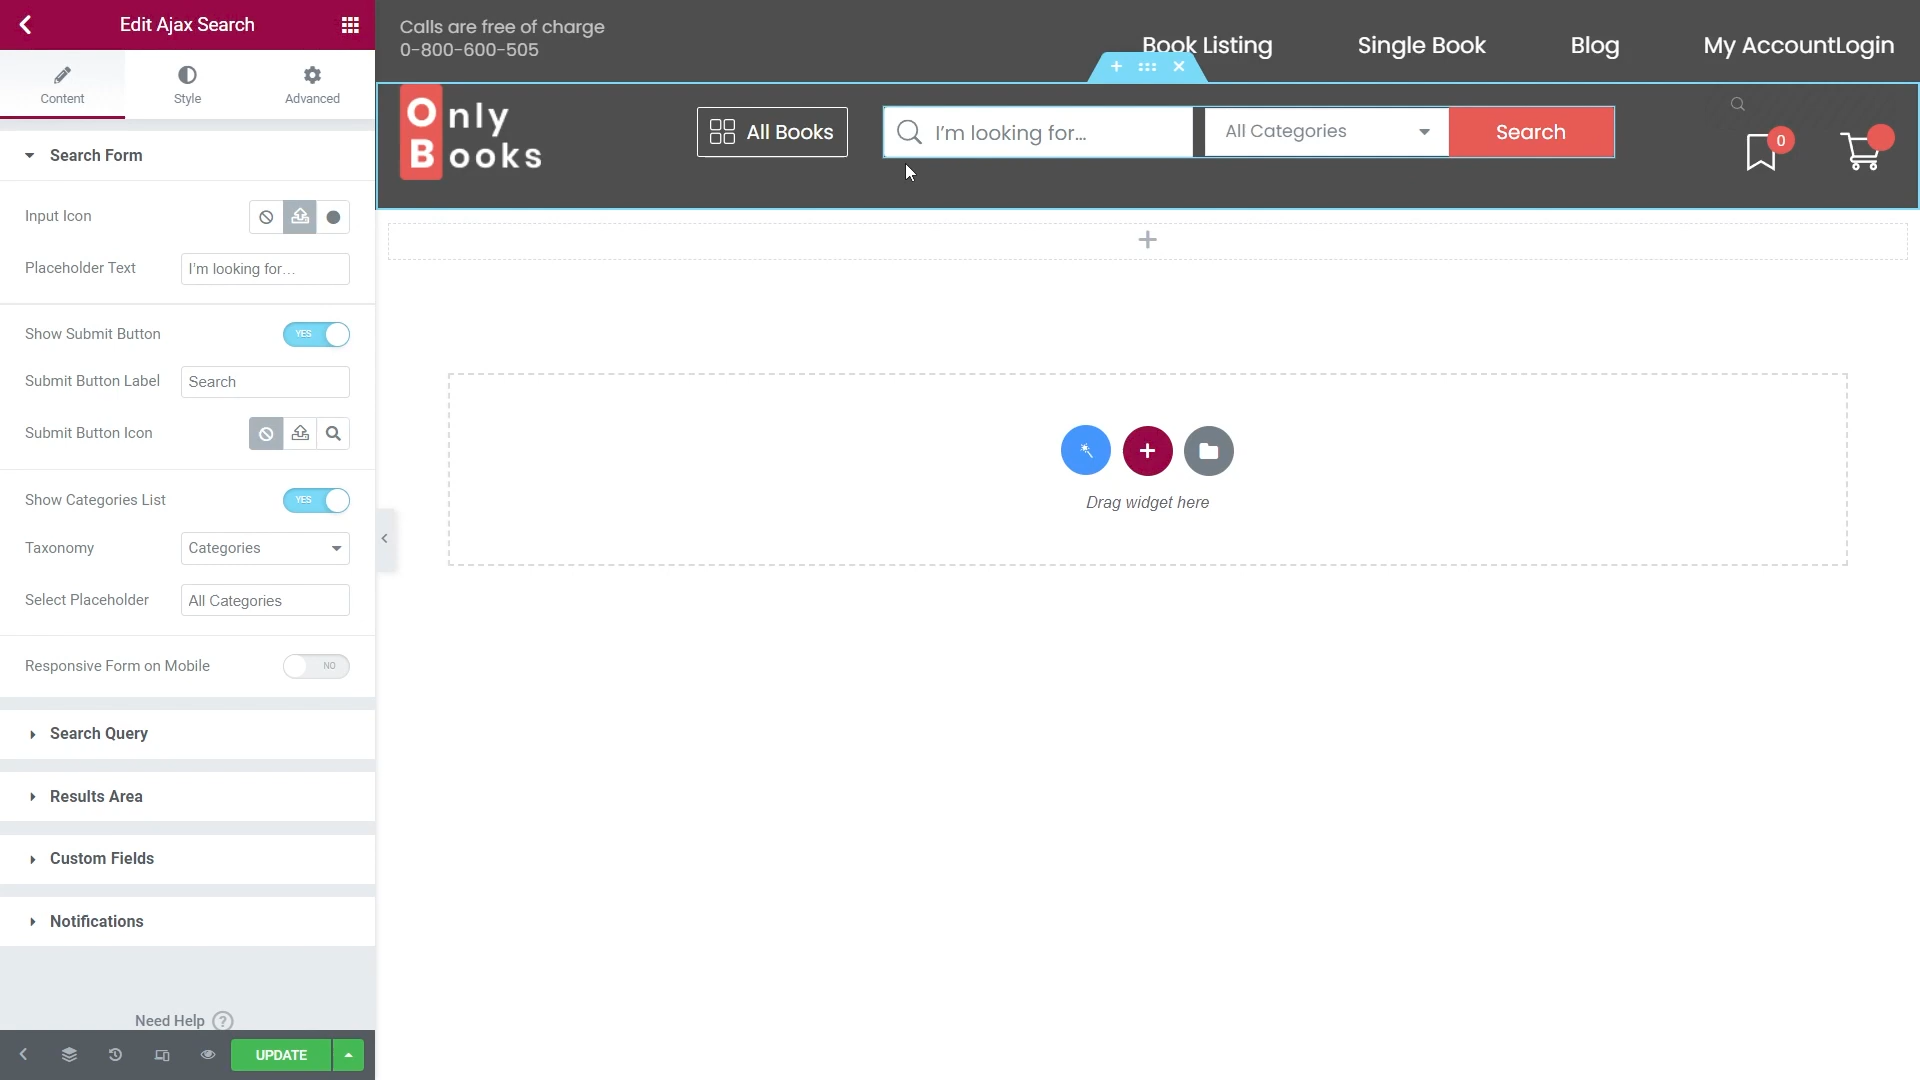 Edit Ajax Search
Content
Style
Advanced
Search Form
Input Icon
Placeholder Text
I'm looking for...
Show Submit Button
YES
Submit Button Label
Search
Submit Button Icon
Show Categories List
YES
Taxonomy
Categories
Select Placeholder
All Categories
Responsive Form on Mobile
NO
Search Query
Results Area
Custom Fields
Notifications
Need Help ?
UPDATE
Calls are free of charge
0-800-600-505
Book Listing
Single Book
Blog
My AccountLogin
Only
Books
All Books
I'm looking for...
All Categories
Search
0
Drag widget here